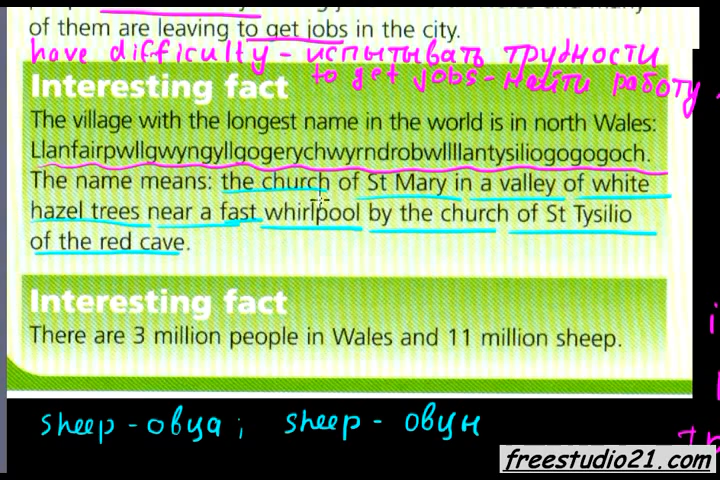 of them are leaving to get jobs in the city.
have difficulty - испытывать трудности
to get jobs - найти работу
Interesting fact
The village with the longest name in the world is in north Wales:
Llanfairpwllgwyngyllgogerychwyrndrobwllllantysiliogogogoch.
The name means: the church of St Mary in a valley of white
hazel trees near a fast whirlpool by the church of St Tysilio
of the red cave.
Interesting fact
There are 3 million people in Wales and 11 million sheep.
sheep - овца; sheep - овцы
freestudio21.com